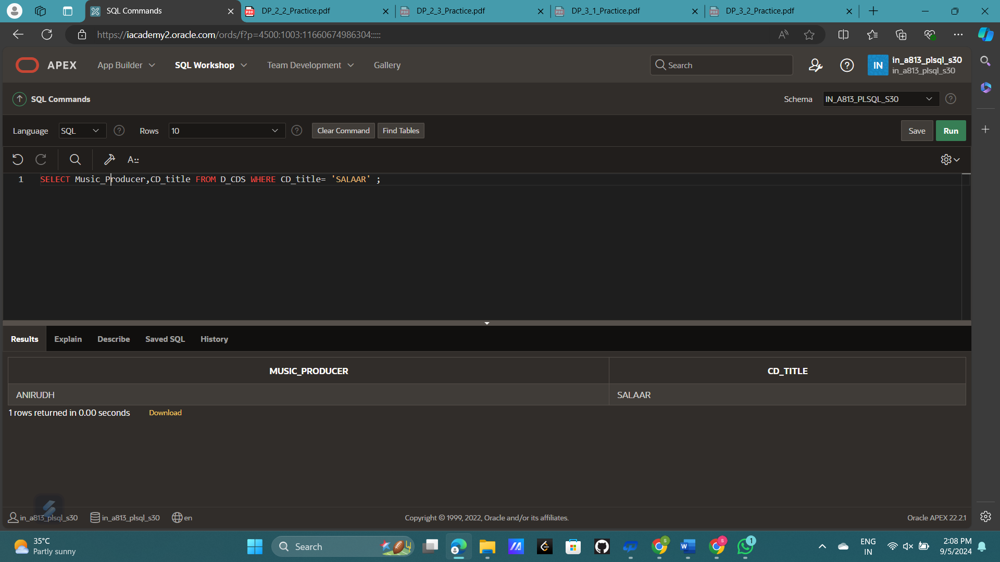 SQL Commands
DP_2_2_Practice.pdf
DP_2_3_Practice.pdf
DP_3_1_Practice.pdf
DP_3_2_Practice.pdf
https://iacademy2.oracle.com/ords/f?p=4500:1003:11660674986304:::::
APEX
App Builder
SQL Workshop
Team Development
Gallery
Search
IN
in_a813_plsql_s30
in_a813_plsql_s30
SQL Commands
Schema
IN_A813_PLSQL_S30
Language
SQL
Rows
10
Clear Command
Find Tables
Save
Run
1 SELECT Music_Producer,CD_title FROM D_CDS WHERE CD_title= 'SALAAR' ;
Results
Explain
Describe
Saved SQL
History
MUSIC_PRODUCER
CD_TITLE
ANIRUDH
SALAAR
1 rows returned in 0.00 seconds
Download
in_a813_plsql_s30
in_a813_plsql_s30
en
Copyright © 1999, 2022, Oracle and/or its affiliates.
Oracle APEX 22.2.1
35°C
Partly sunny
Search
1
ENG
IN
2:08 PM
9/5/2024